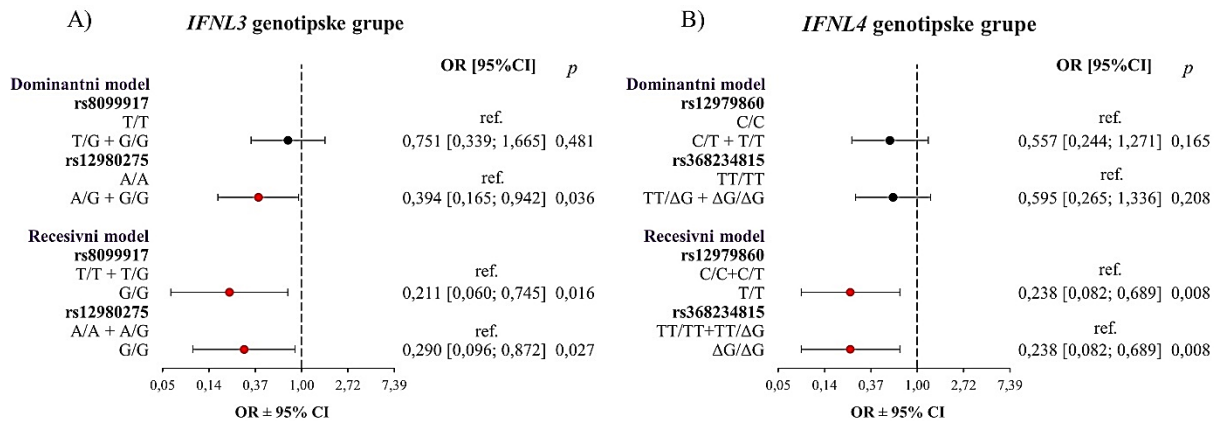 A) IFNL3 genotipske grupe
OR [95%CI] p
Dominantni model
rs8099917
T/T ref.
T/G + G/G 0,751 [0,339; 1,665] 0,481
rs12980275
A/A ref.
A/G + G/G 0,394 [0,165; 0,942] 0,036
Recesivni model
rs8099917
T/T + T/G ref.
G/G 0,211 [0,060; 0,745] 0,016
rs12980275
A/A + A/G ref.
G/G 0,290 [0,096; 0,872] 0,027
0,05 0,14 0,37 1,00 2,72 7,39
OR ± 95% CI
B) IFNL4 genotipske grupe
OR [95%CI] p
Dominantni model
rs12979860
C/C ref.
C/T + T/T 0,557 [0,244; 1,271] 0,165
rs368234815
TT/TT ref.
TT/ΔG + ΔG/ΔG 0,595 [0,265; 1,336] 0,208
Recesivni model
rs12979860
C/C+C/T ref.
T/T 0,238 [0,082; 0,689] 0,008
rs368234815
TT/TT+TT/ΔG ref.
ΔG/ΔG 0,238 [0,082; 0,689] 0,008
0,05 0,14 0,37 1,00 2,72 7,39
OR ± 95% CI